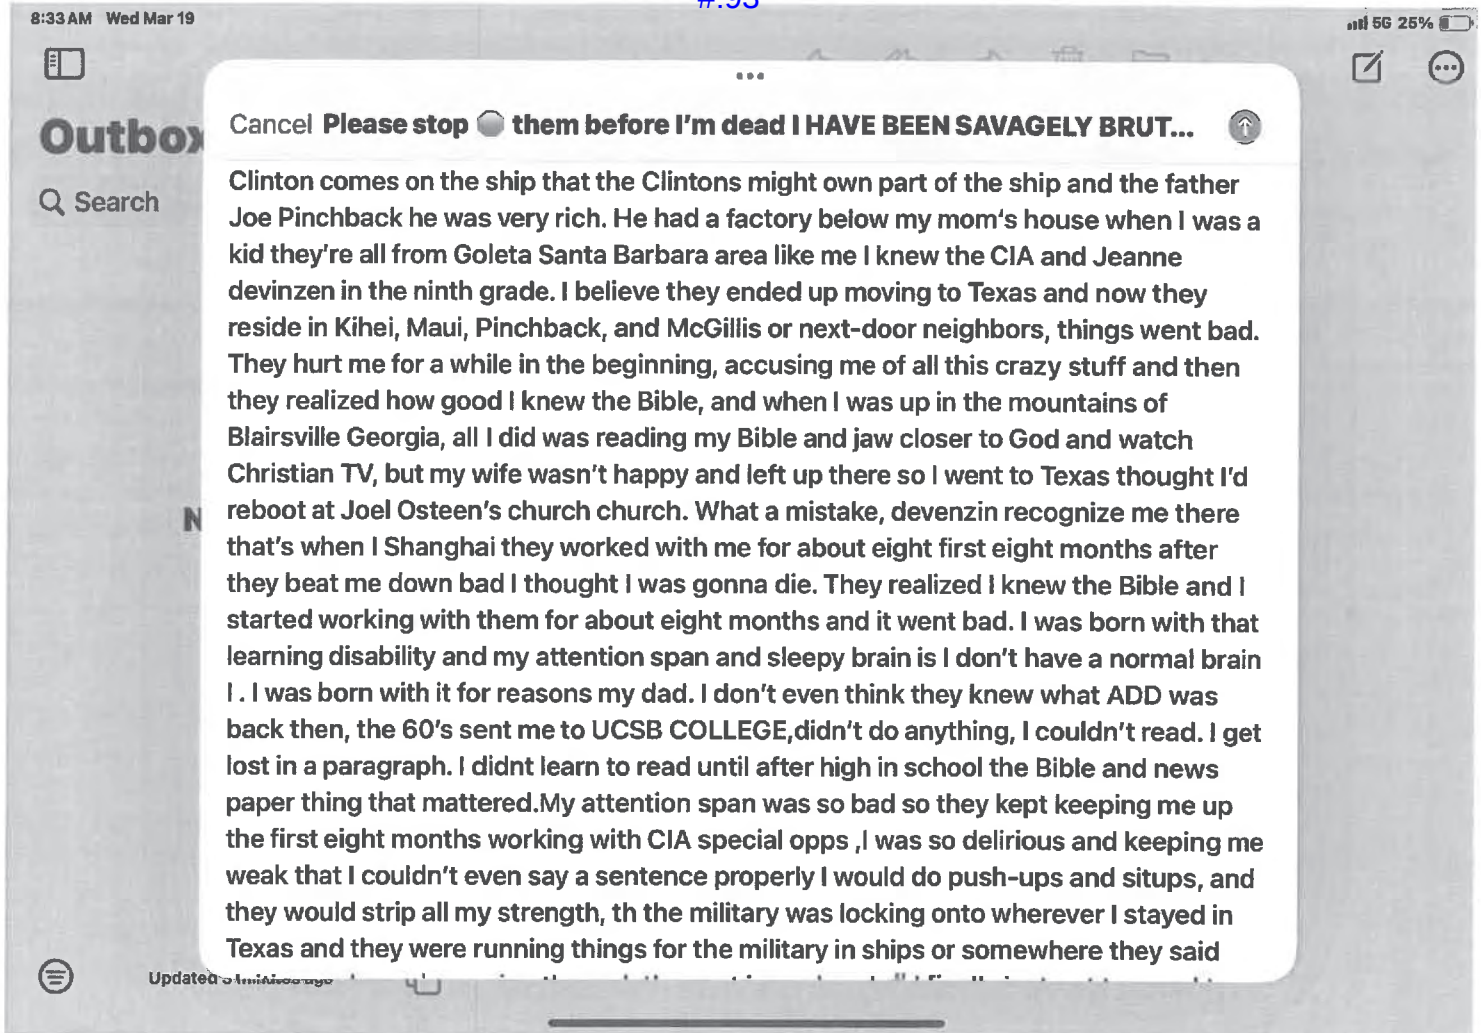 #:93
8:33AM Wed Mar 19
5G 25%
Outbox
Search
Cancel Please stop them before I'm dead I HAVE BEEN SAVAGELY BRUT...
Clinton comes on the ship that the Clintons might own part of the ship and the father
Joe Pinchback he was very rich. He had a factory below my mom's house when I was a
kid they're all from Goleta Santa Barbara area like me I knew the CIA and Jeanne
devinzen in the ninth grade. I believe they ended up moving to Texas and now they
reside in Kihei, Maui, Pinchback, and McGillis or next-door neighbors, things went bad.
They hurt me for a while in the beginning, accusing me of all this crazy stuff and then
they realized how good I knew the Bible, and when I was up in the mountains of
Blairsville Georgia, all I did was reading my Bible and jaw closer to God and watch
Christian TV, but my wife wasn't happy and left up there so I went to Texas thought I'd
reboot at Joel Osteen's church church. What a mistake, devenzin recognize me there
that's when I Shanghai they worked with me for about eight first eight months after
they beat me down bad I thought I was gonna die. They realized I knew the Bible and I
started working with them for about eight months and it went bad. I was born with that
learning disability and my attention span and sleepy brain is I don't have a normal brain
I . I was born with it for reasons my dad. I don't even think they knew what ADD was
back then, the 60's sent me to UCSB COLLEGE,didn't do anything, I couldn't read. I get
lost in a paragraph. I didnt learn to read until after high in school the Bible and news
paper thing that mattered.My attention span was so bad so they kept keeping me up
the first eight months working with CIA special opps ,I was so delirious and keeping me
weak that I couldn't even say a sentence properly I would do push-ups and situps, and
they would strip all my strength, th the military was locking onto wherever I stayed in
Texas and they were running things for the military in ships or somewhere they said
N
Updated